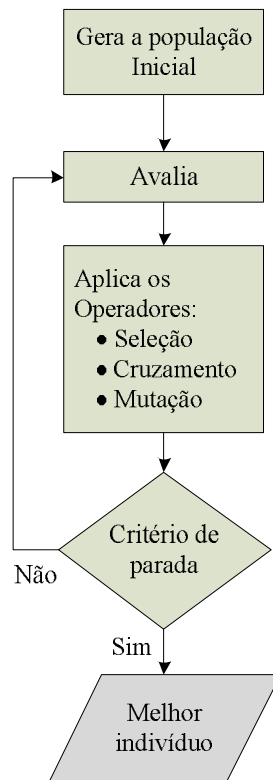 Gera a população
Inicial
Avalia
Aplica os
Operadores:
• Seleção
• Cruzamento
• Mutação
Critério de
parada
Não
Sim
Melhor
indivíduo